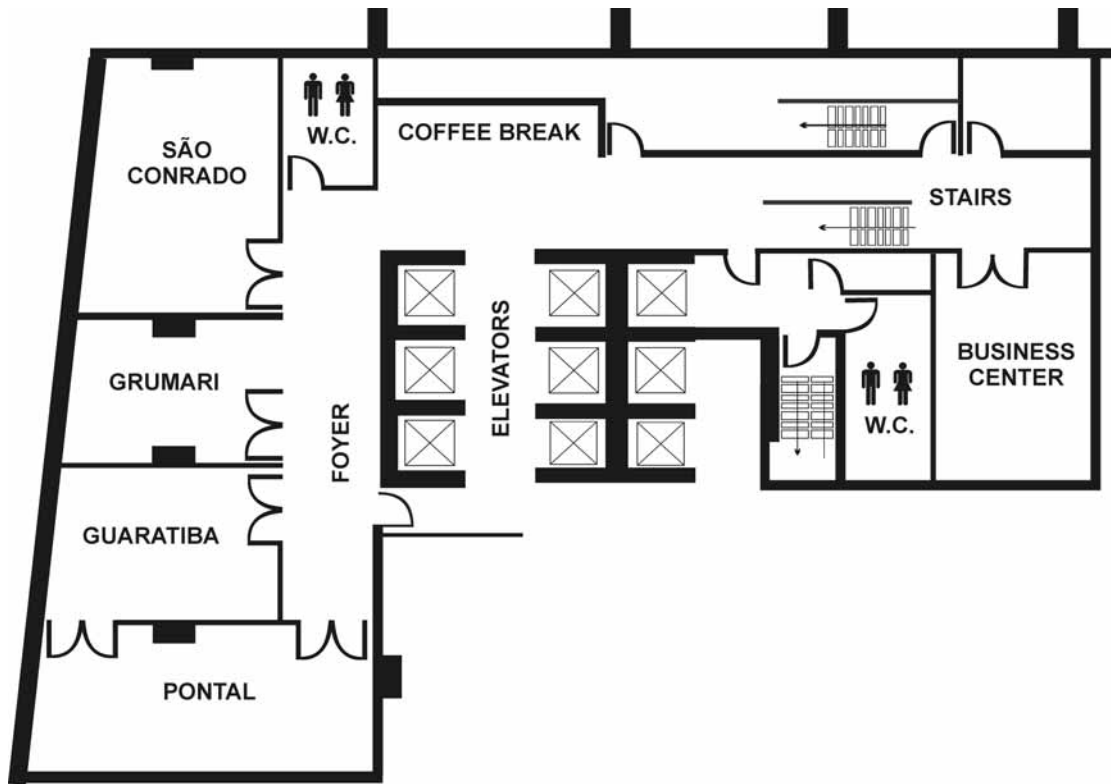 SÃO
CONRADO
W.C.
COFFEE BREAK
STAIRS
GRUMARI
FOYER
ELEVATORS
BUSINESS
CENTER
W.C.
GUARATIBA
PONTAL